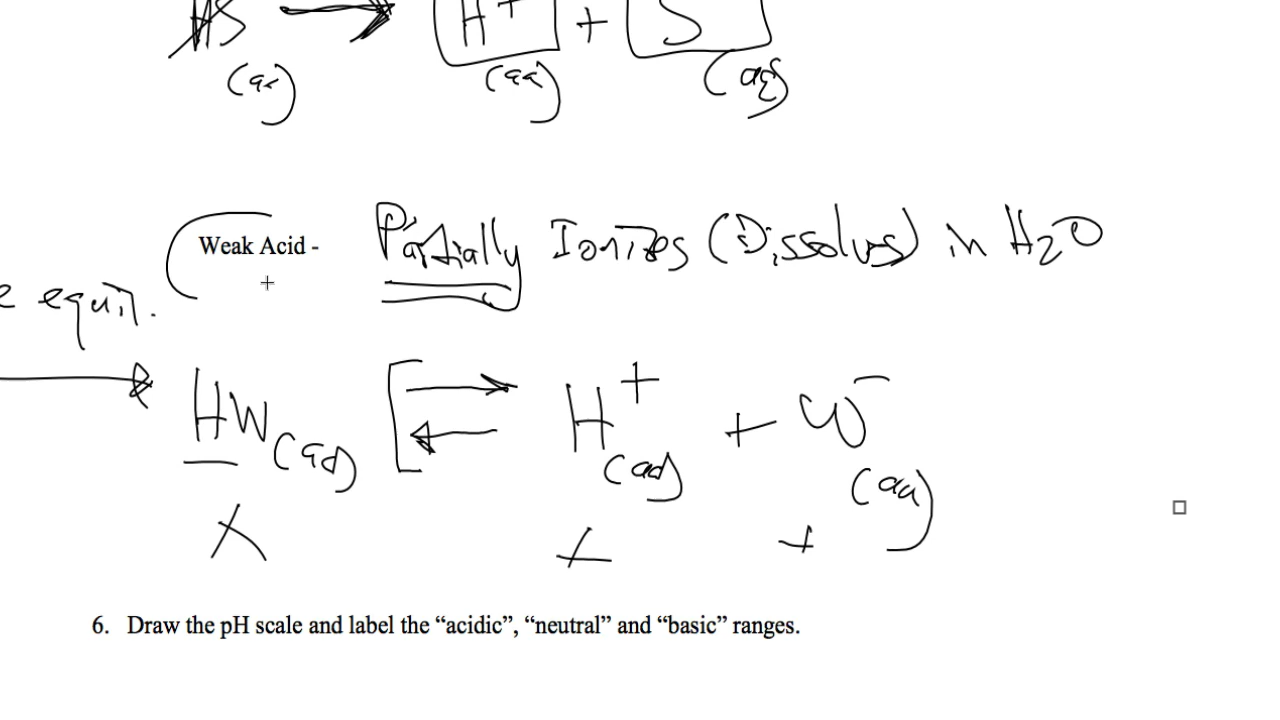 HS → H+ + S
(aq) (aq) (aq)
Weak Acid - Partially Ionizes (Dissolves) in H2O
e equil.
HW(aq) ⇌ H+(aq) + W-(aq)
6. Draw the pH scale and label the “acidic”, “neutral” and “basic” ranges.